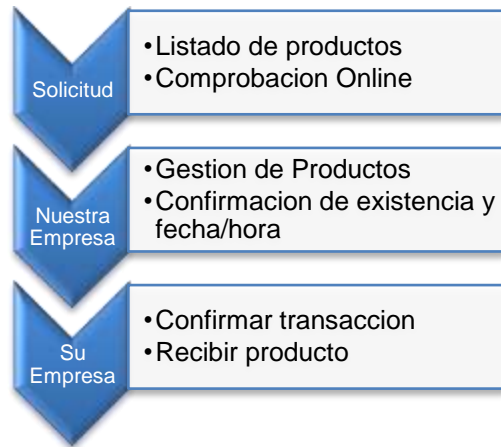 Solicitud
•Listado de productos
•Comprobacion Online
Nuestra
Empresa
•Gestion de Productos
•Confirmacion de existencia y
fecha/hora
Su
Empresa
•Confirmar transaccion
•Recibir producto